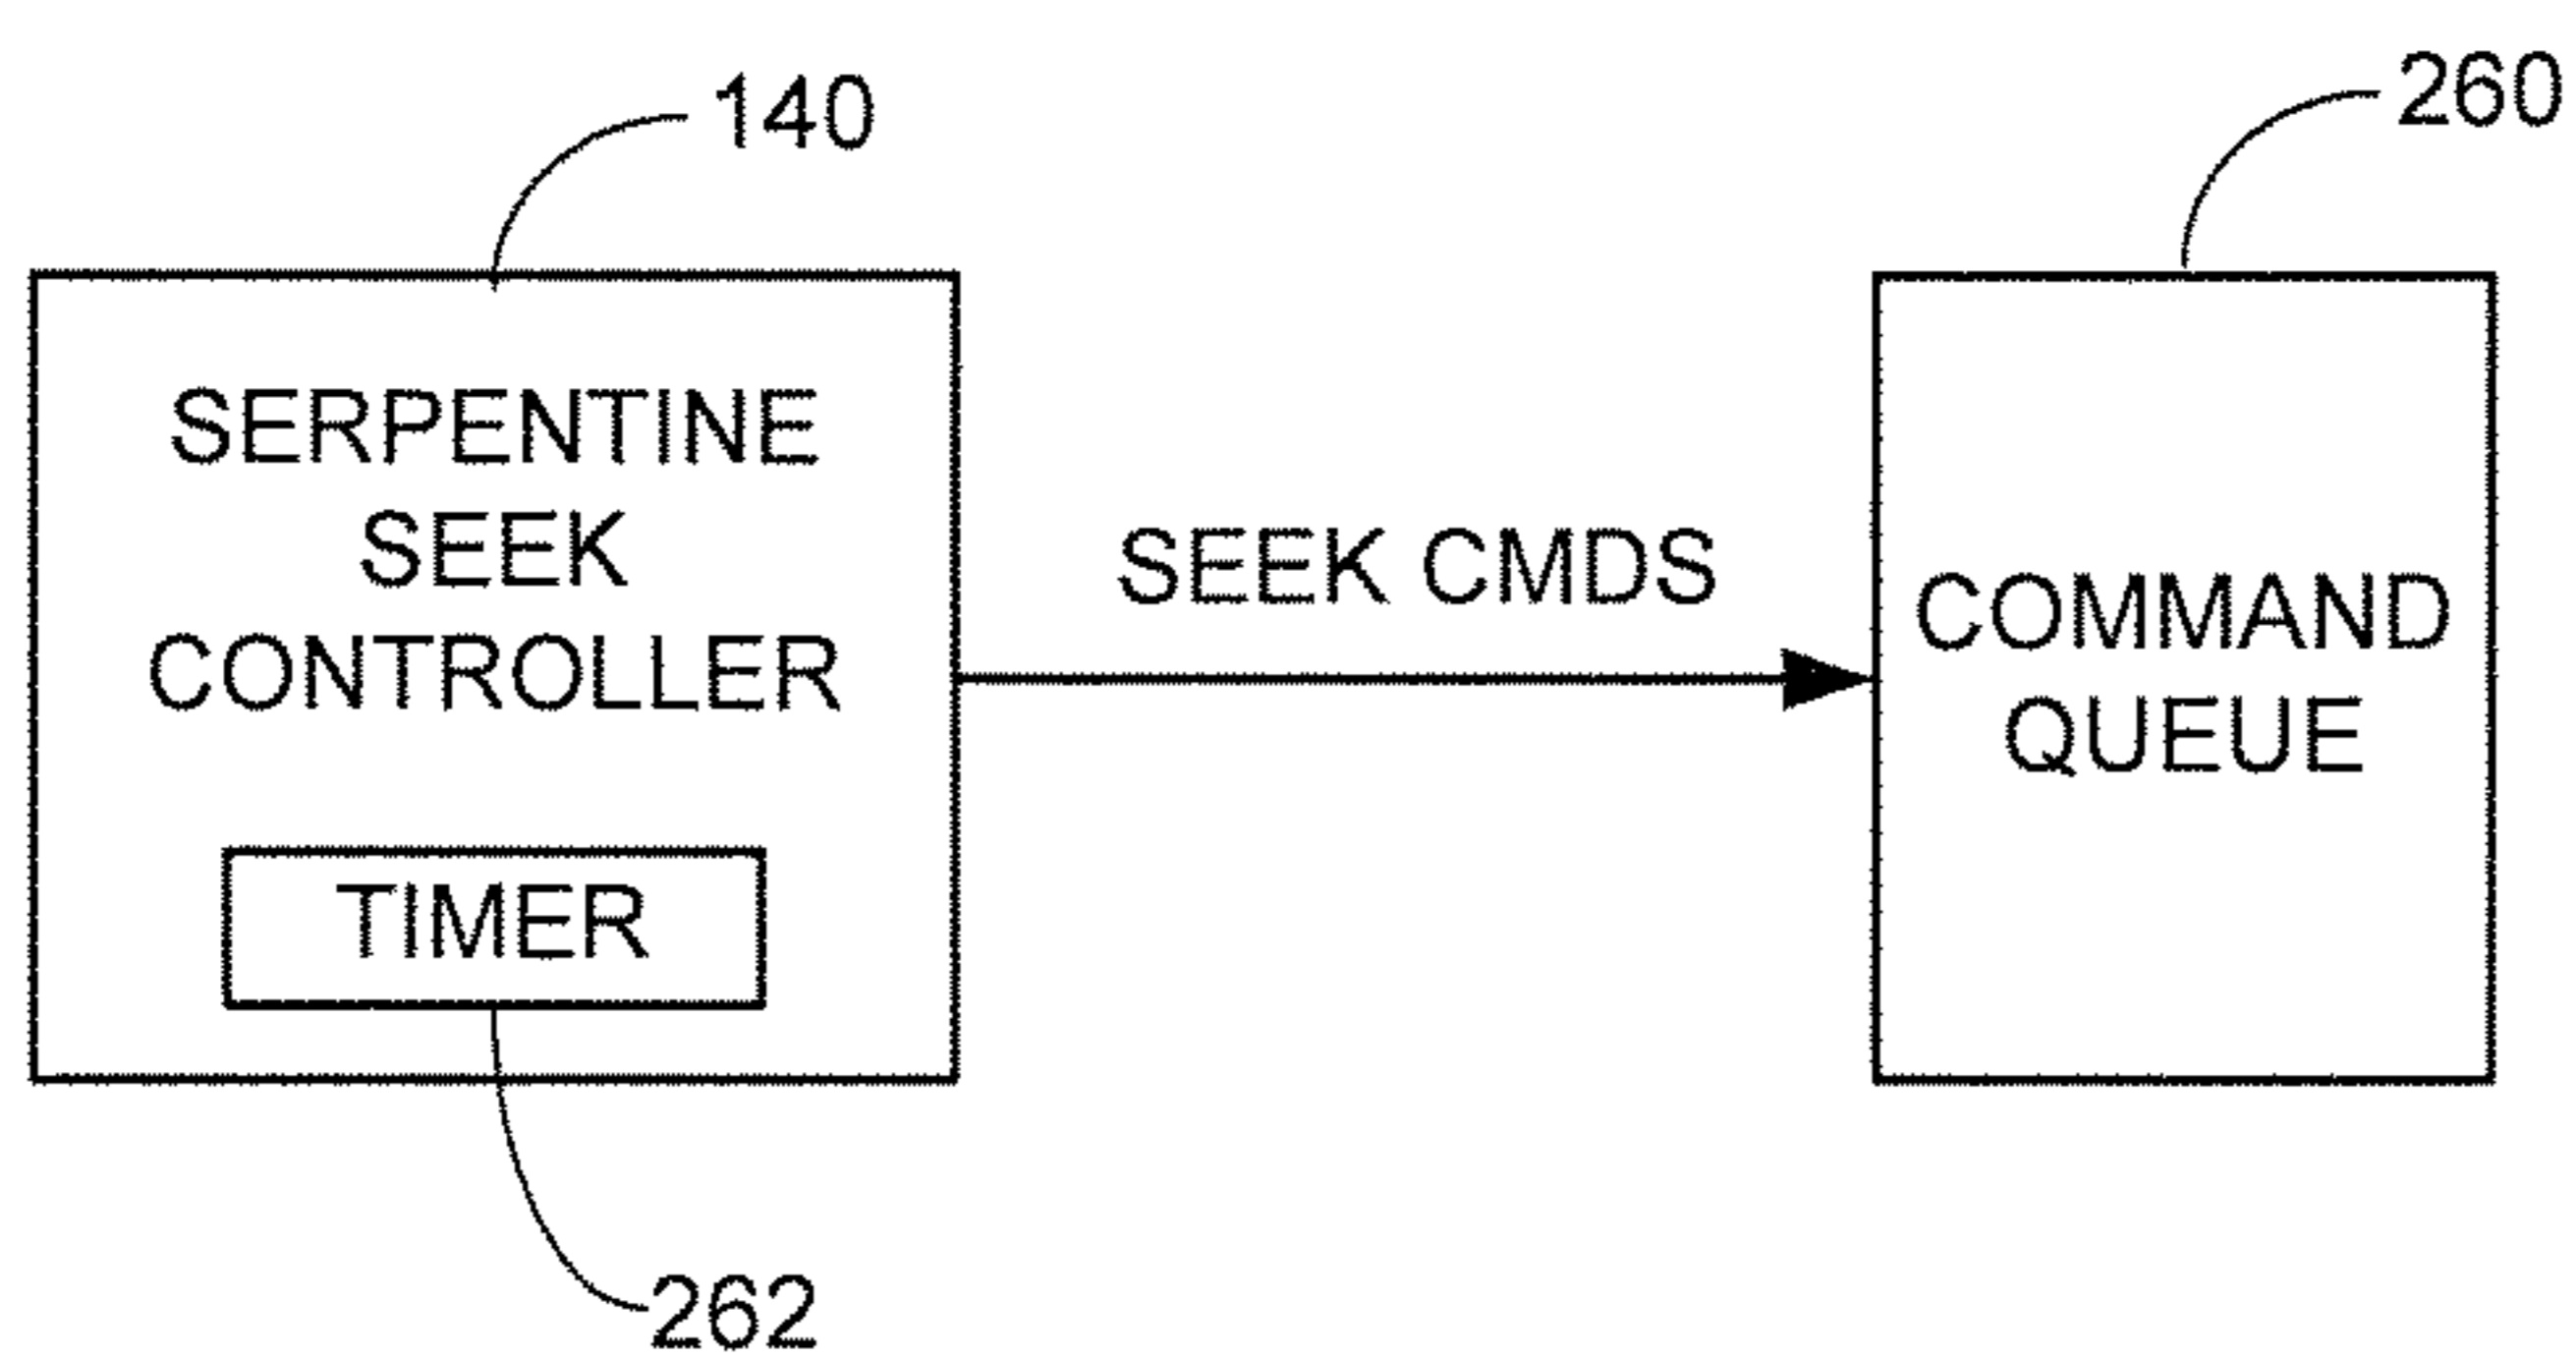 140
260
SERPENTINE
SEEK
CONTROLLER
SEEK CMDS
COMMAND
QUEUE
TIMER
262